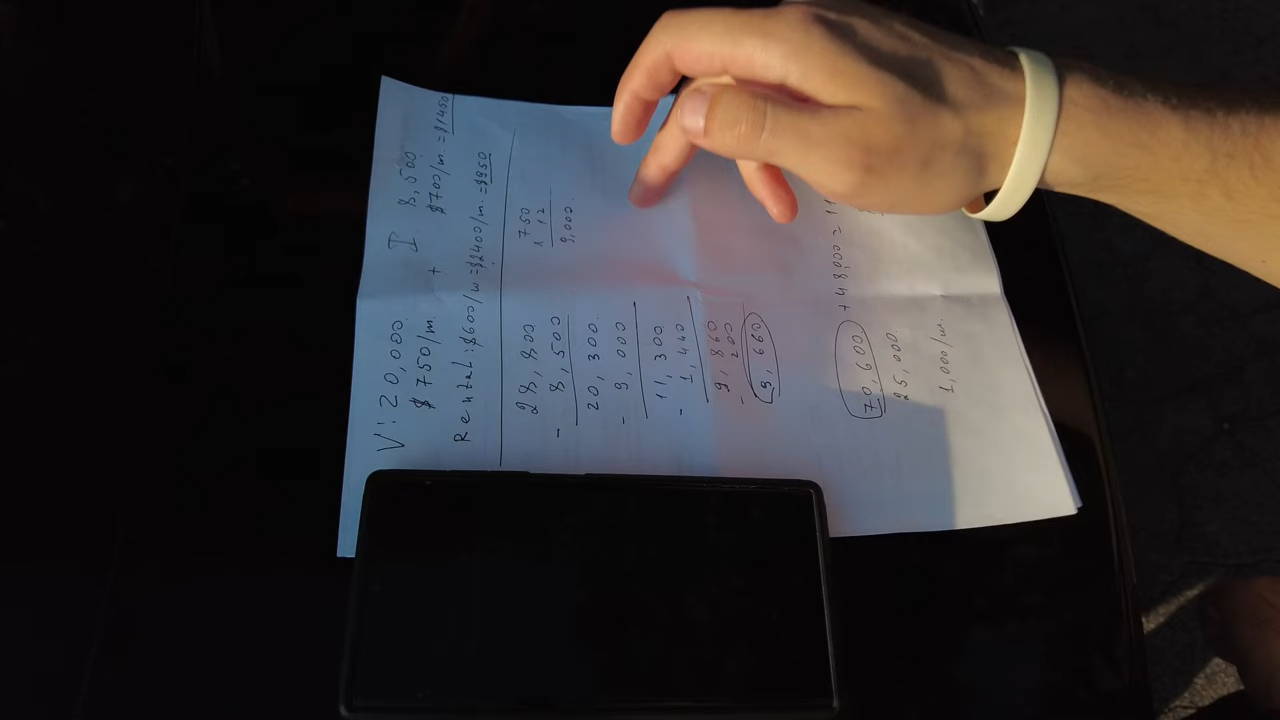 V: 20,000 + I 8,500
$ 750/m. $700/m. = $1450
Rental: $600/w = $2400/m. = $950
28,800
- 8,500
20,300.
- 9,000
11,300
- 1,440
9,860
- 200
9,660
750
x 12
9,000.
70,600 + 48,000 =
25,000.
1,000/m.